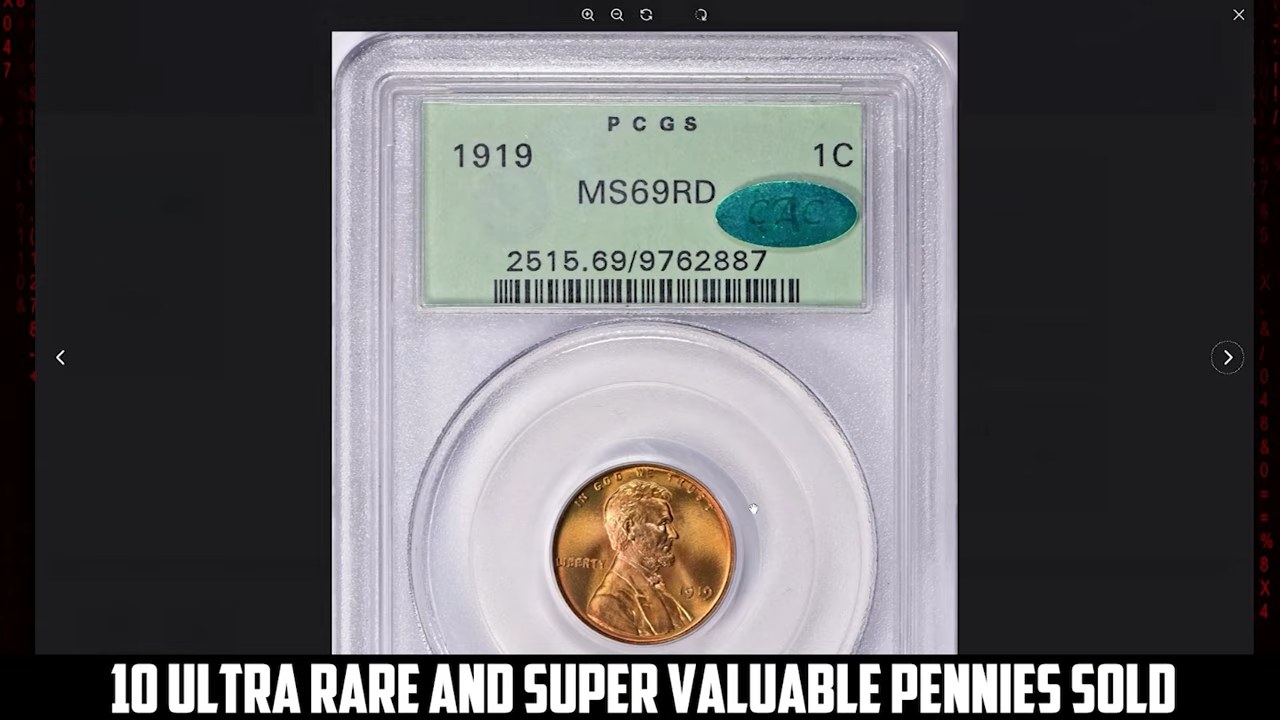 PCGS
1919 1C
MS69RD
CAC
2515.69/9762887
IN GOD WE TRUST
LIBERTY
1919
10 ULTRA RARE AND SUPER VALUABLE PENNIES SOLD